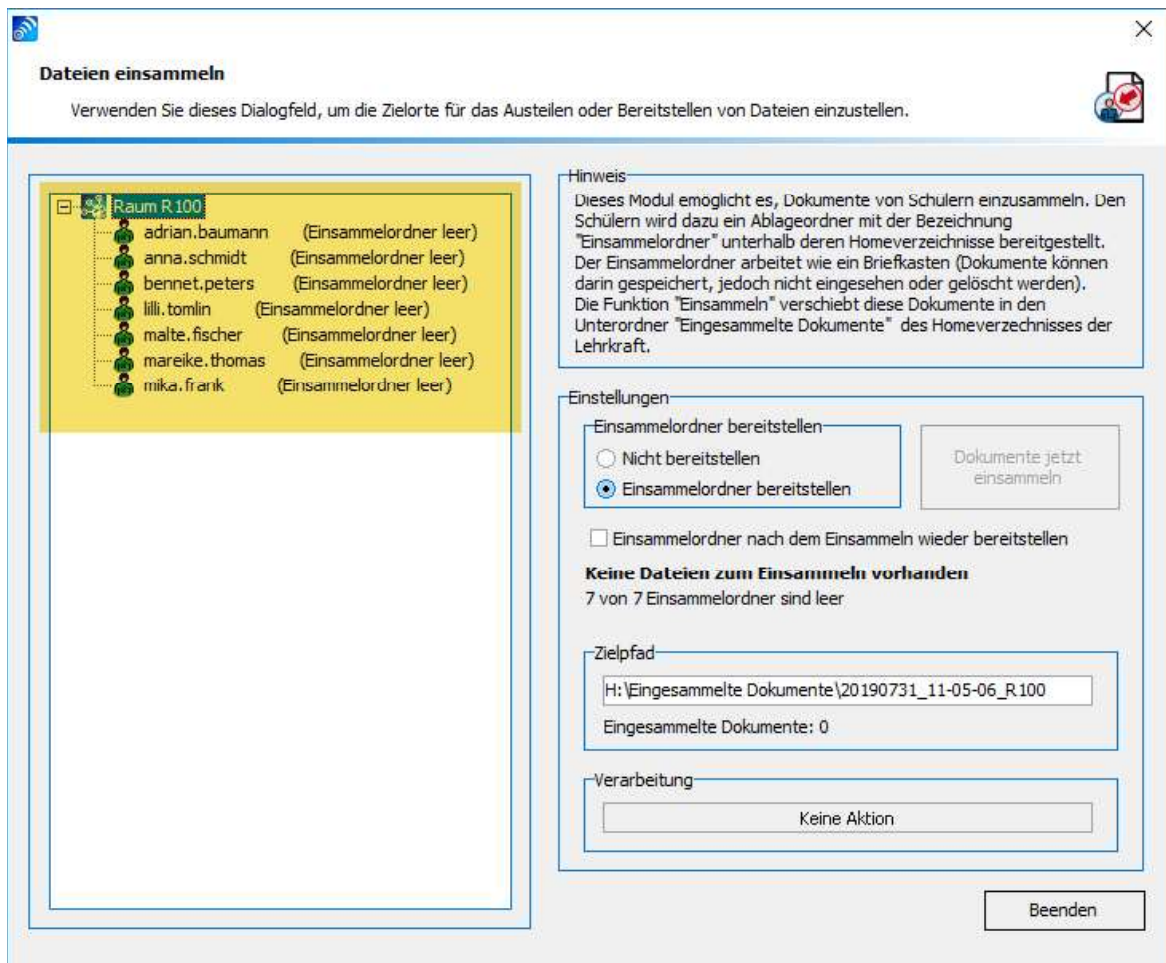 Dateien einsammeln
Verwenden Sie dieses Dialogfeld, um die Zielorte für das Austeilen oder Bereitstellen von Dateien einzustellen.
Raum R100
adrian.baumann (Einsammelordner leer)
anna.schmidt (Einsammelordner leer)
bennet.peters (Einsammelordner leer)
lilli.tomlin (Einsammelordner leer)
malte.fischer (Einsammelordner leer)
mareike.thomas (Einsammelordner leer)
mika.frank (Einsammelordner leer)
Hinweis
Dieses Modul emöglicht es, Dokumente von Schülern einzusammeln. Den
Schülern wird dazu ein Ablageordner mit der Bezeichnung
"Einsammelordner" unterhalb deren Homeverzeichnisse bereitgestellt.
Der Einsammelordner arbeitet wie ein Briefkasten (Dokumente können
darin gespeichert, jedoch nicht eingesehen oder gelöscht werden).
Die Funktion "Einsammeln" verschiebt diese Dokumente in den
Unterordner "Eingesammelte Dokumente" des Homeverzechnisses der
Lehrkraft.
Einstellungen
Einsammelordner bereitstellen
Nicht bereitstellen
Einsammelordner bereitstellen
Dokumente jetzt
einsammeln
Einsammelordner nach dem Einsammeln wieder bereitstellen
Keine Dateien zum Einsammeln vorhanden
7 von 7 Einsammelordner sind leer
Zielpfad
H:\Eingesammelte Dokumente\20190731_11-05-06_R100
Eingesammelte Dokumente: 0
Verarbeitung
Keine Aktion
Beenden